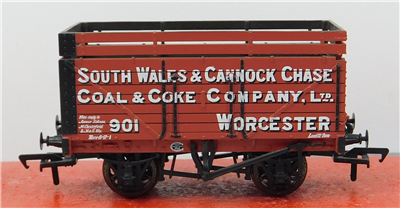 SOUTH WALES & CANNOCK CHASE
COAL & COKE COMPANY, LTD.
901 WORCESTER